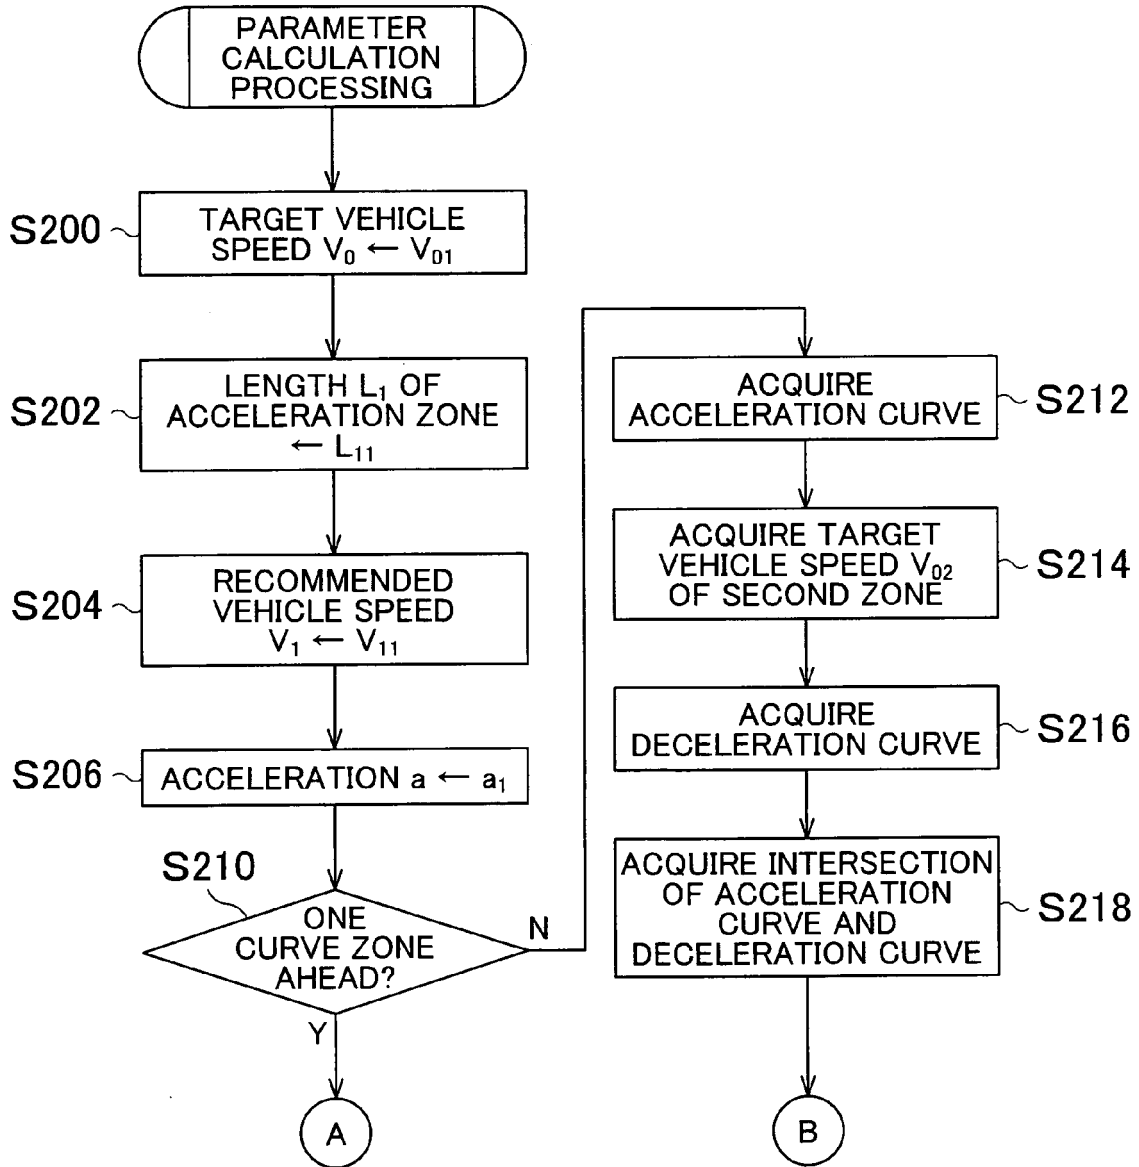 PARAMETER
CALCULATION
PROCESSING
S200
TARGET VEHICLE
SPEED V₀ ← V₀₁
S202
LENGTH L₁ OF
ACCELERATION ZONE
← L₁₁
S204
RECOMMENDED
VEHICLE SPEED
V₁ ← V₁₁
S206
ACCELERATION a ← a₁
S210
ONE
CURVE ZONE
AHEAD?
N
Y
A
ACQUIRE
ACCELERATION CURVE
S212
ACQUIRE TARGET
VEHICLE SPEED V₀₂
OF SECOND ZONE
S214
ACQUIRE
DECELERATION CURVE
S216
ACQUIRE INTERSECTION
OF ACCELERATION
CURVE AND
DECELERATION CURVE
S218
B